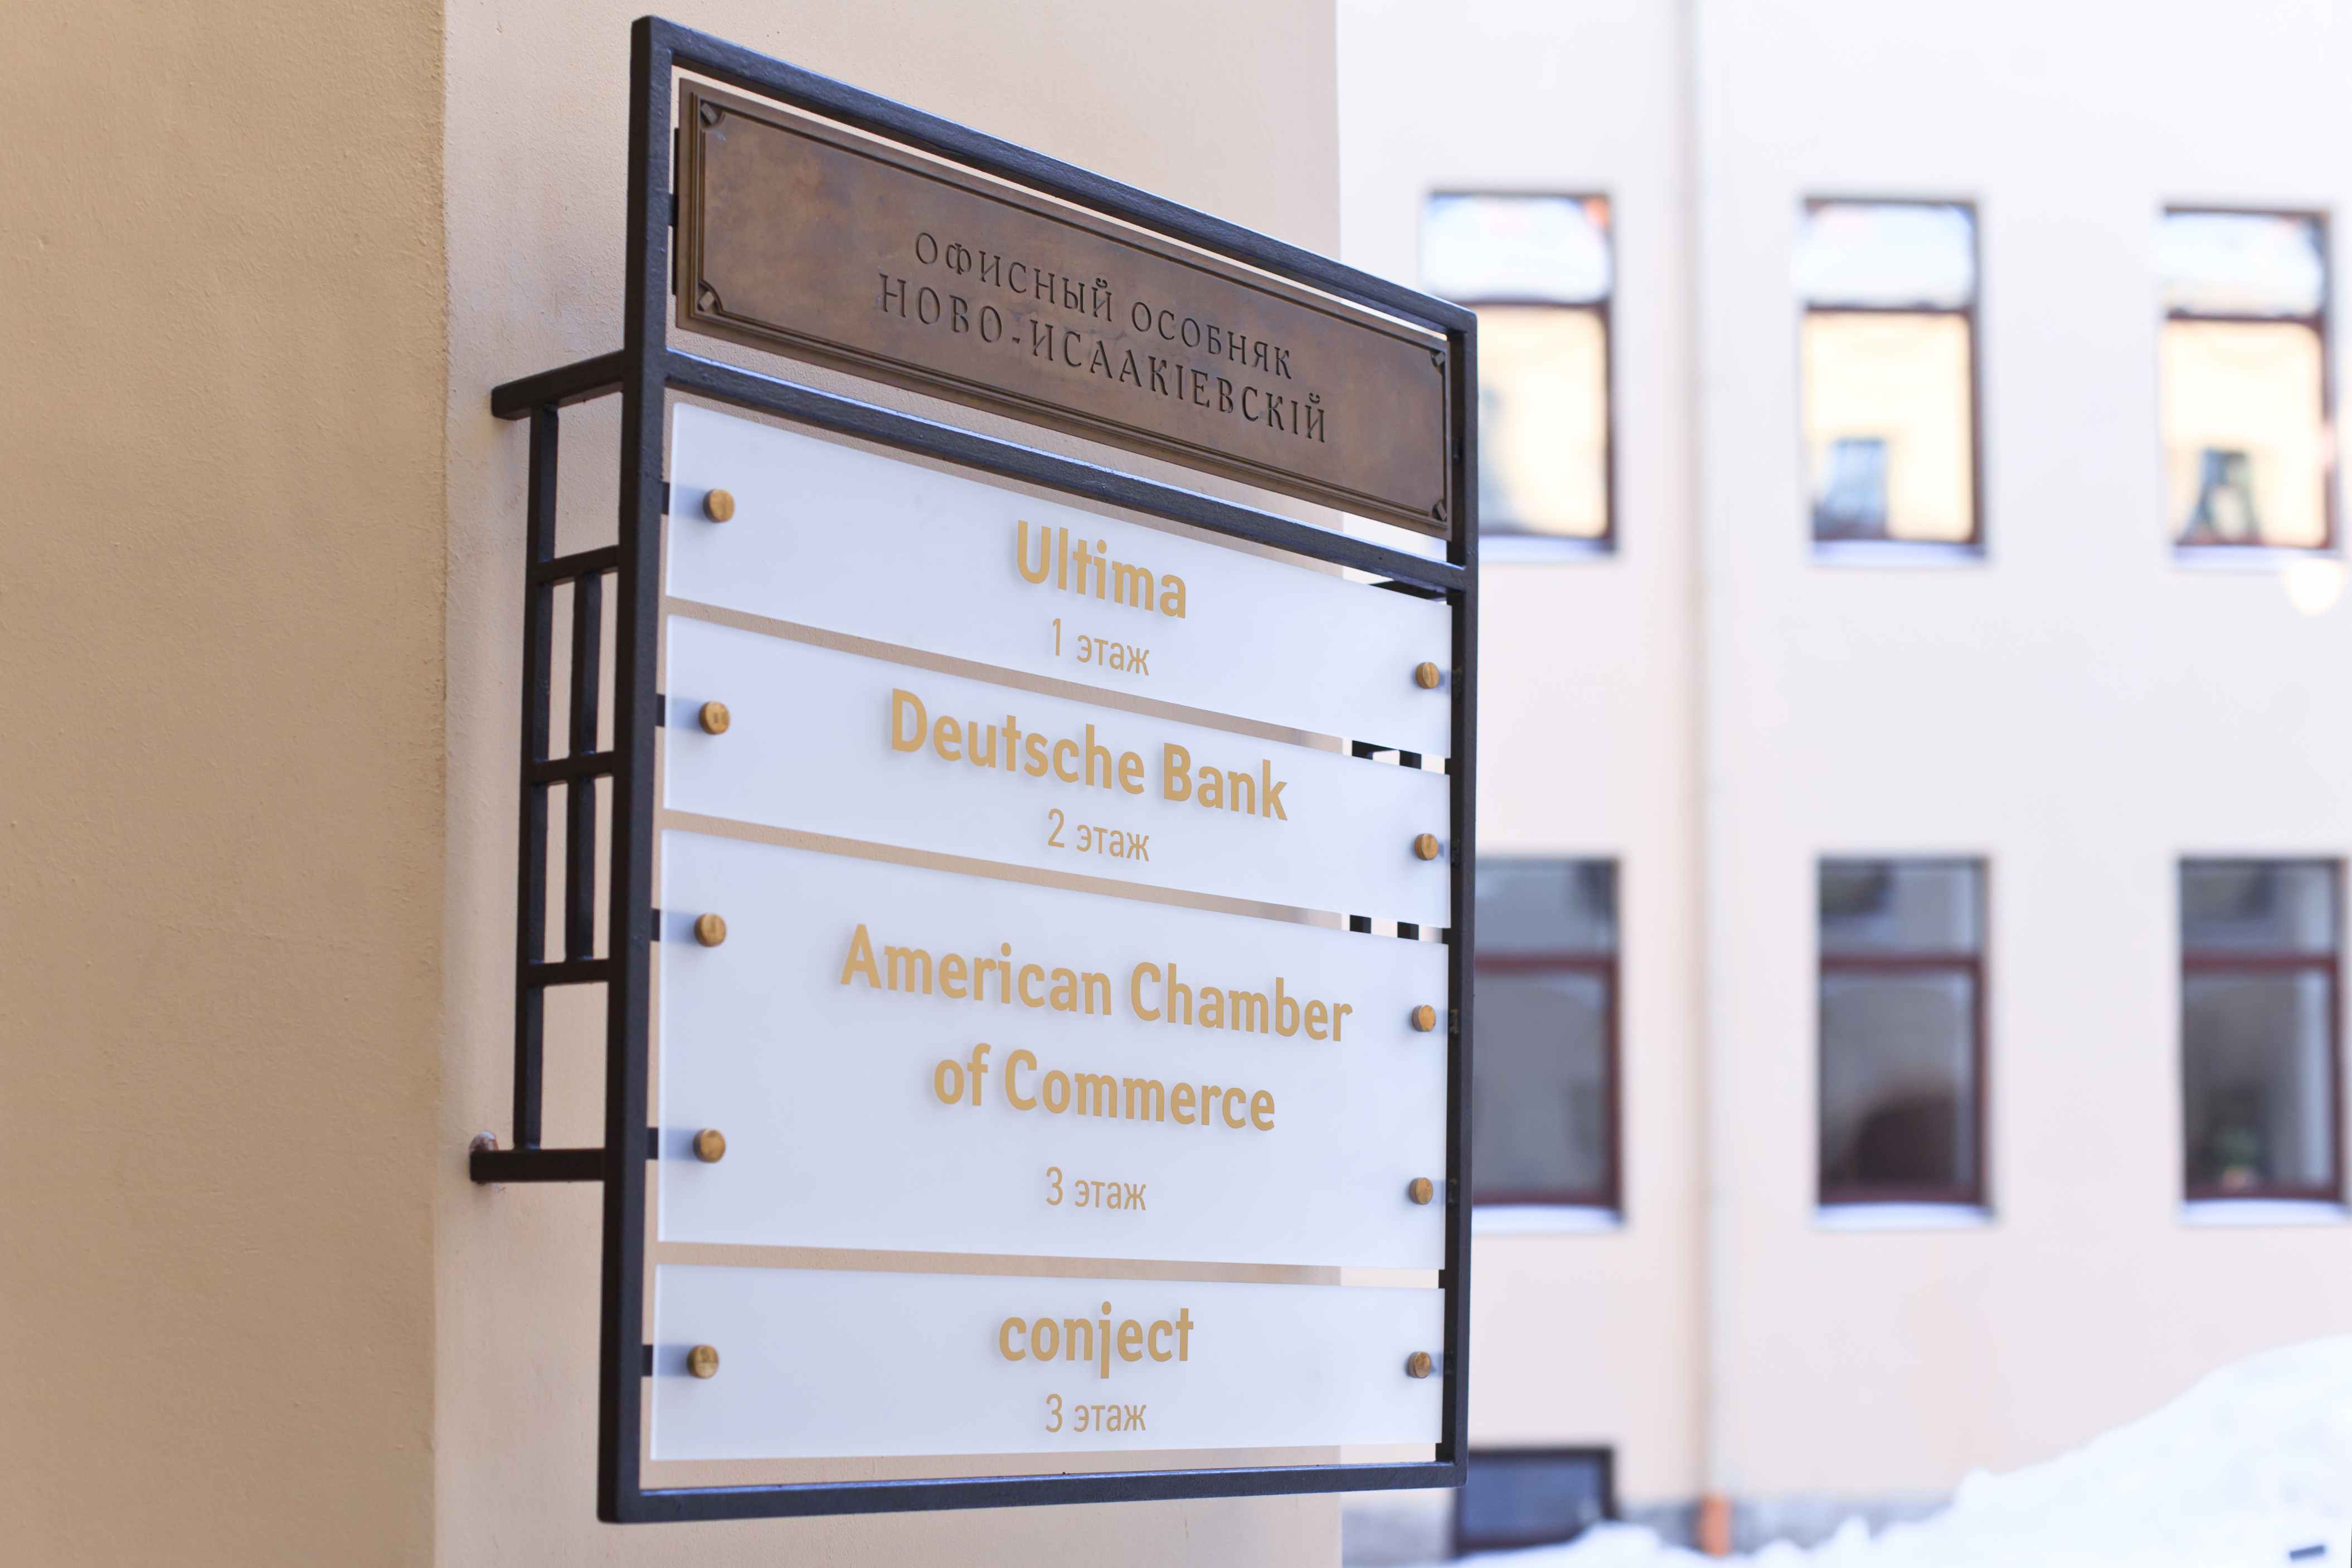 ОФИСНЫЙ ОСОБНЯК
НОВО-ИСААКІЕВСКІЙ
Ultima
1 этаж
Deutsche Bank
2 этаж
American Chamber
of Commerce
3 этаж
conject
3 этаж